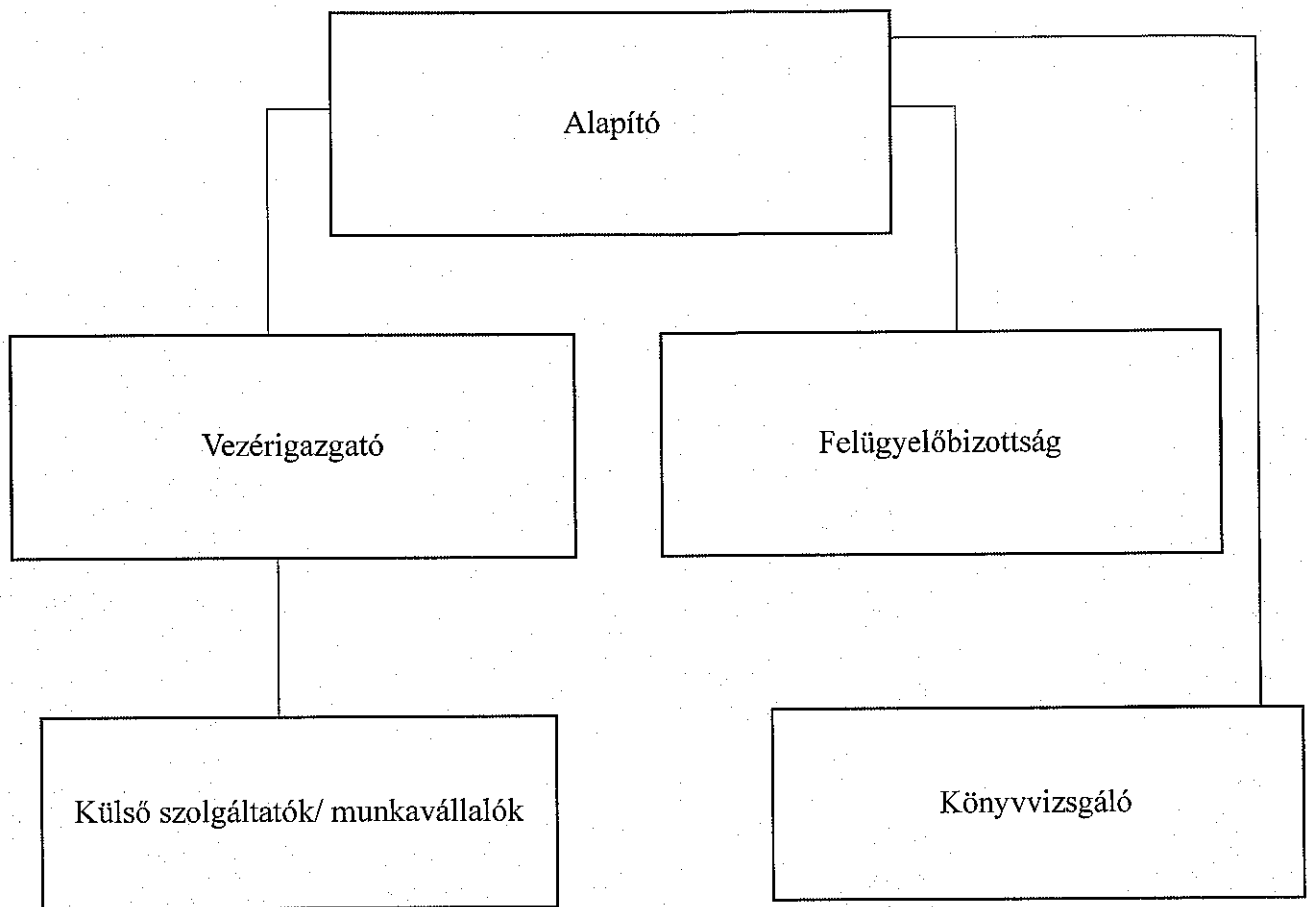 Alapító
Vezérigazgató
Felügyelőbizottság
Külső szolgáltatók/ munkavállalók
Könyvvizsgáló